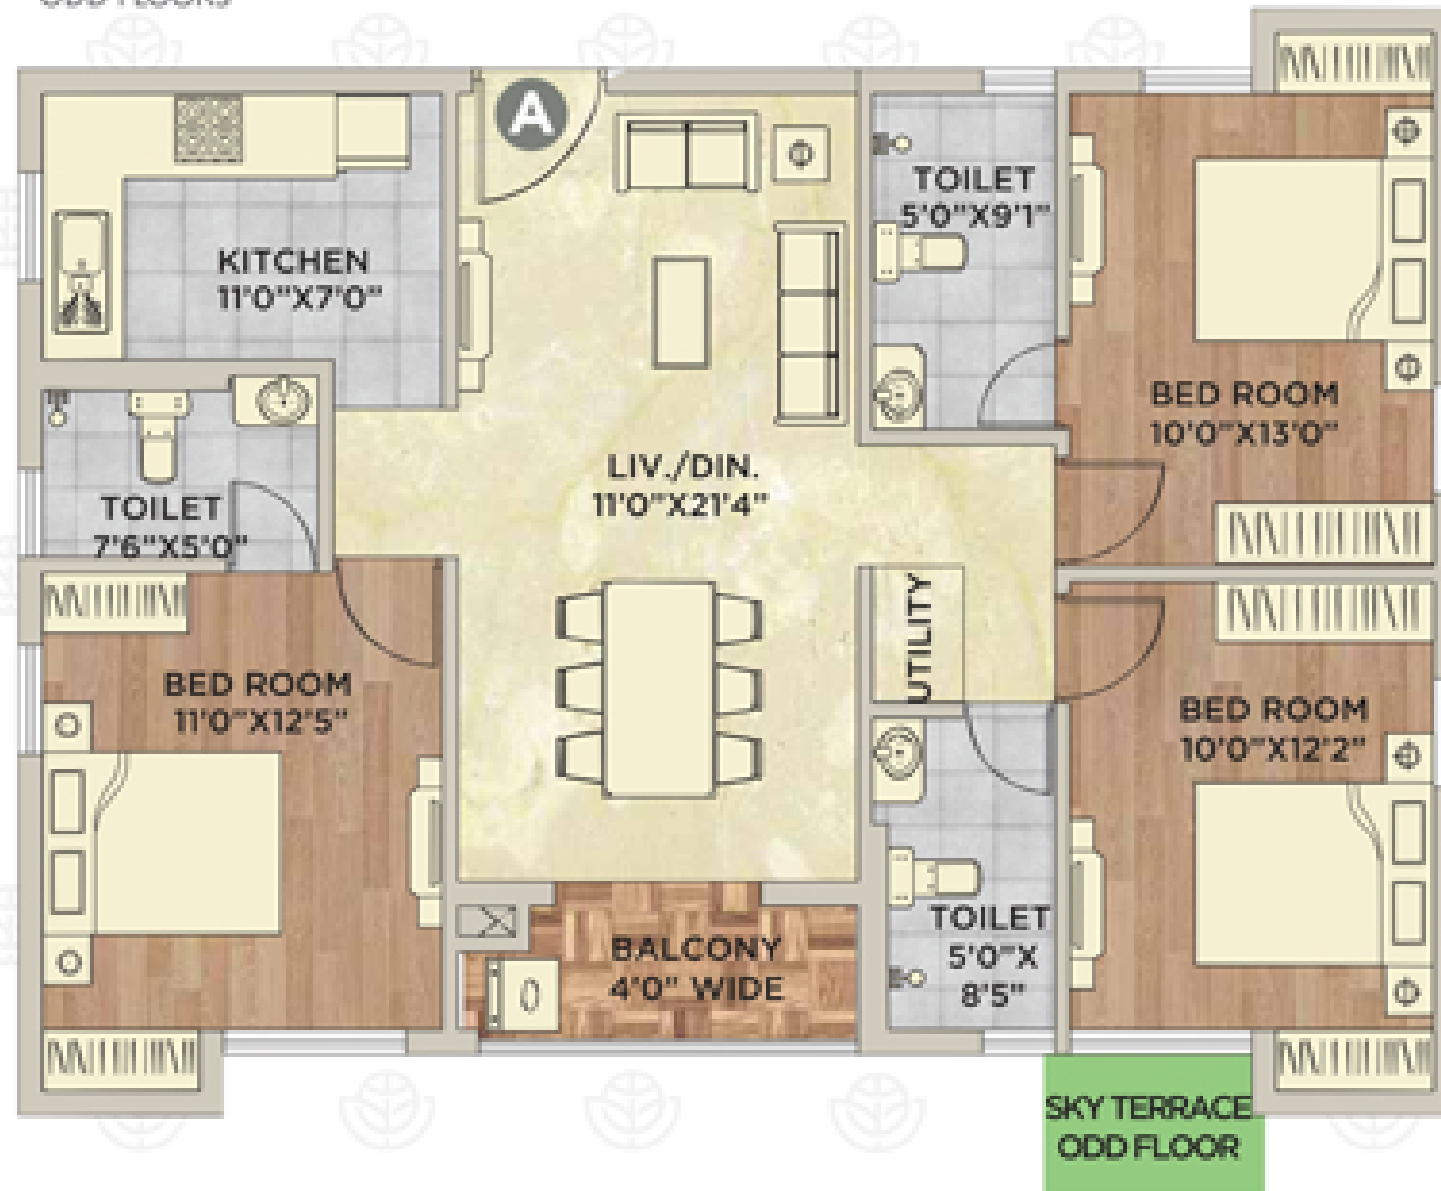 ODD FLOORS
A
TOILET
5'0"X9'1"
KITCHEN
11'0"X7'0"
BED ROOM
10'0"X13'0"
LIV./DIN.
11'0"X21'4"
TOILET
7'6"X5'0"
UTILITY
BED ROOM
11'0"X12'5"
BED ROOM
10'0"X12'2"
TOILET
5'0"X
8'5"
BALCONY
4'0" WIDE
SKY TERRACE
ODD FLOOR